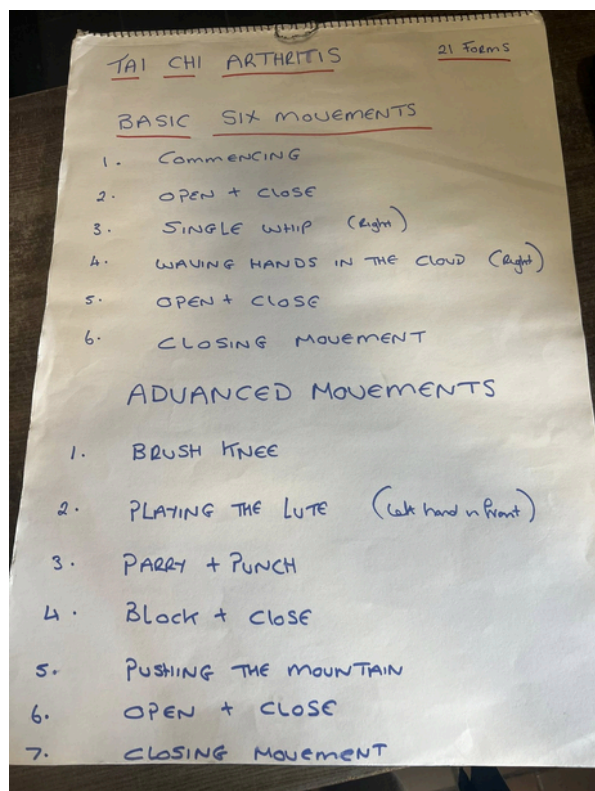 TAI CHI ARTHRITIS 21 FORMS
BASIC SIX MOVEMENTS
1. COMMENCING
2. OPEN + CLOSE
3. SINGLE WHIP (Right)
4. WAVING HANDS IN THE CLOUD (Right)
5. OPEN + CLOSE
6. CLOSING MOVEMENT
ADVANCED MOVEMENTS
1. BRUSH KNEE
2. PLAYING THE LUTE (Left hand in front)
3. PARRY + PUNCH
4. Block + Close
5. PUSHING THE MOUNTAIN
6. OPEN + CLOSE
7. CLOSING MOVEMENT